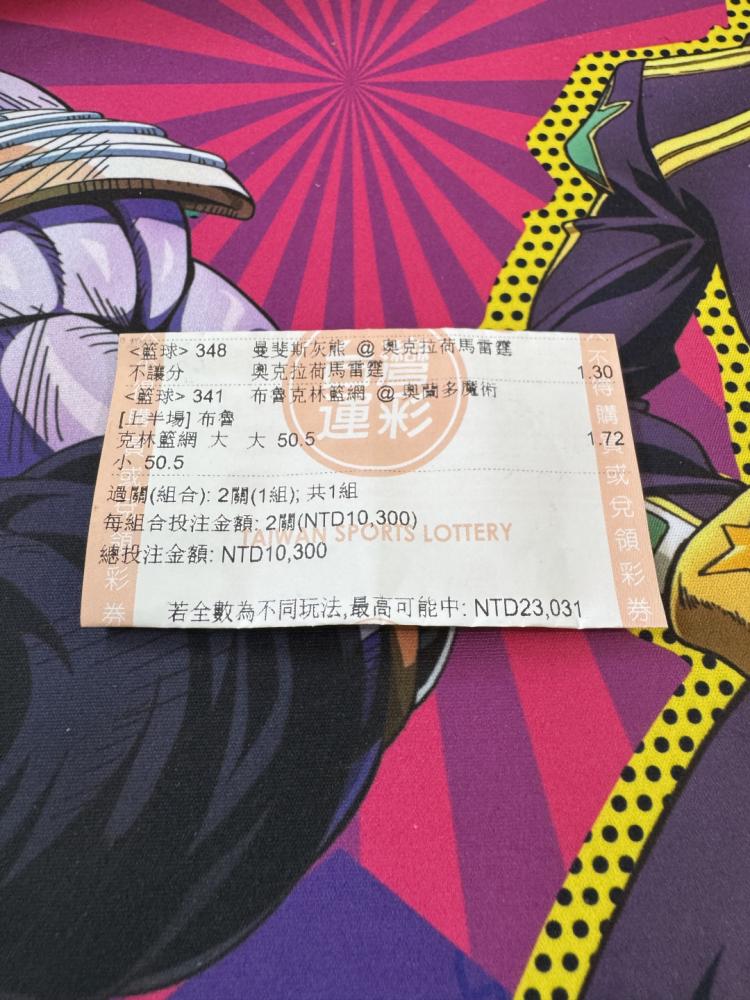 <籃球> 348 曼斐斯灰熊 @ 奧克拉荷馬雷霆
不讓分 奧克拉荷馬雷霆 1.30
<籃球> 341 布魯克林籃網 @ 奧蘭多魔術
[上半場] 布魯
克林籃網 大 大 50.5 1.72
小 50.5
過關(組合): 2關(1組); 共1組
每組合投注金額: 2關(NTD10,300)
總投注金額: NTD10,300
TAIWAN SPORTS LOTTERY
若全數為不同玩法,最高可能中: NTD23,031
運彩
得購買或兌領彩券